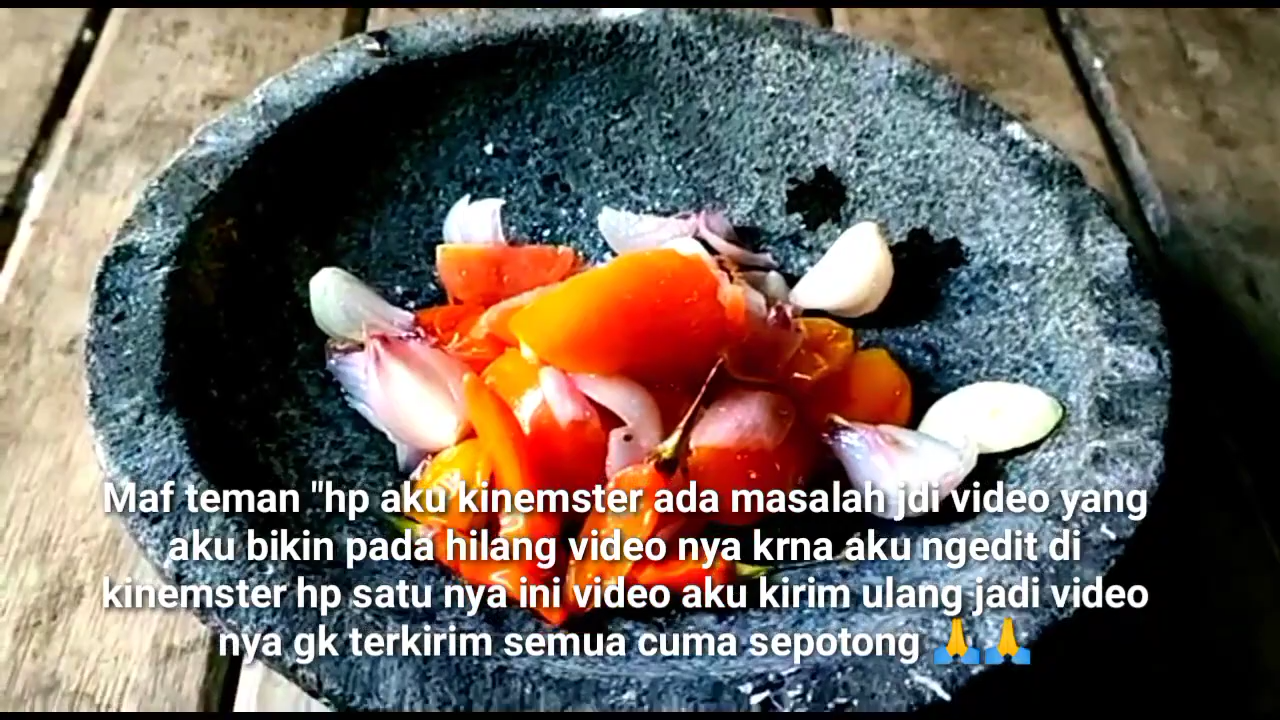 Maf teman "hp aku kinemster ada masalah jdi video yang
aku bikin pada hilang video nya krna aku ngedit di
kinemster hp satu nya ini video aku kirim ulang jadi video
nya gk terkirim semua cuma sepotong 🙏🙏